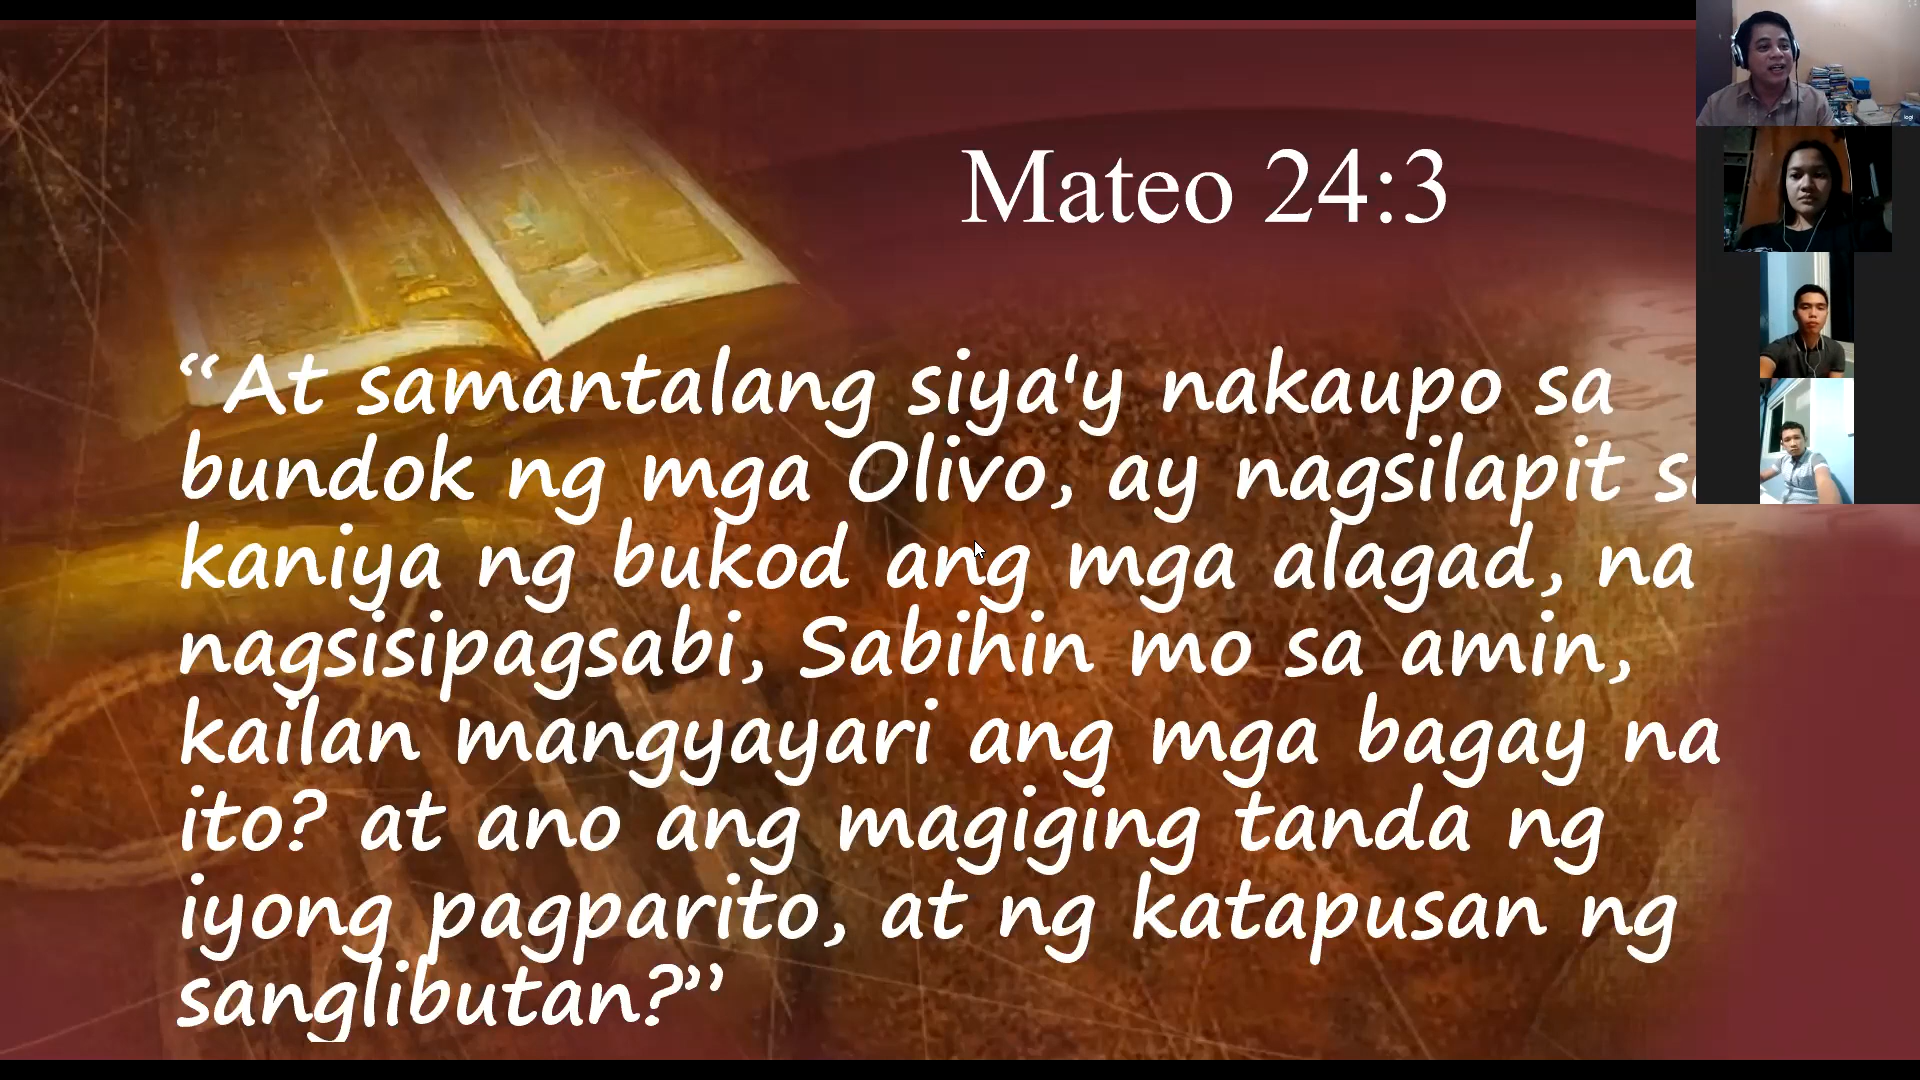 Mateo 24:3
“At samantalang siya'y nakaupo sa
bundok ng mga Olivo, ay nagsilapit
kaniya ng bukod ang mga alagad, na
nagsisipagsabi, Sabihin mo sa amin,
kailan mangyayari ang mga bagay na
ito? at ano ang magiging tanda ng
iyong pagparito, at ng katapusan ng
sanglibutan?”